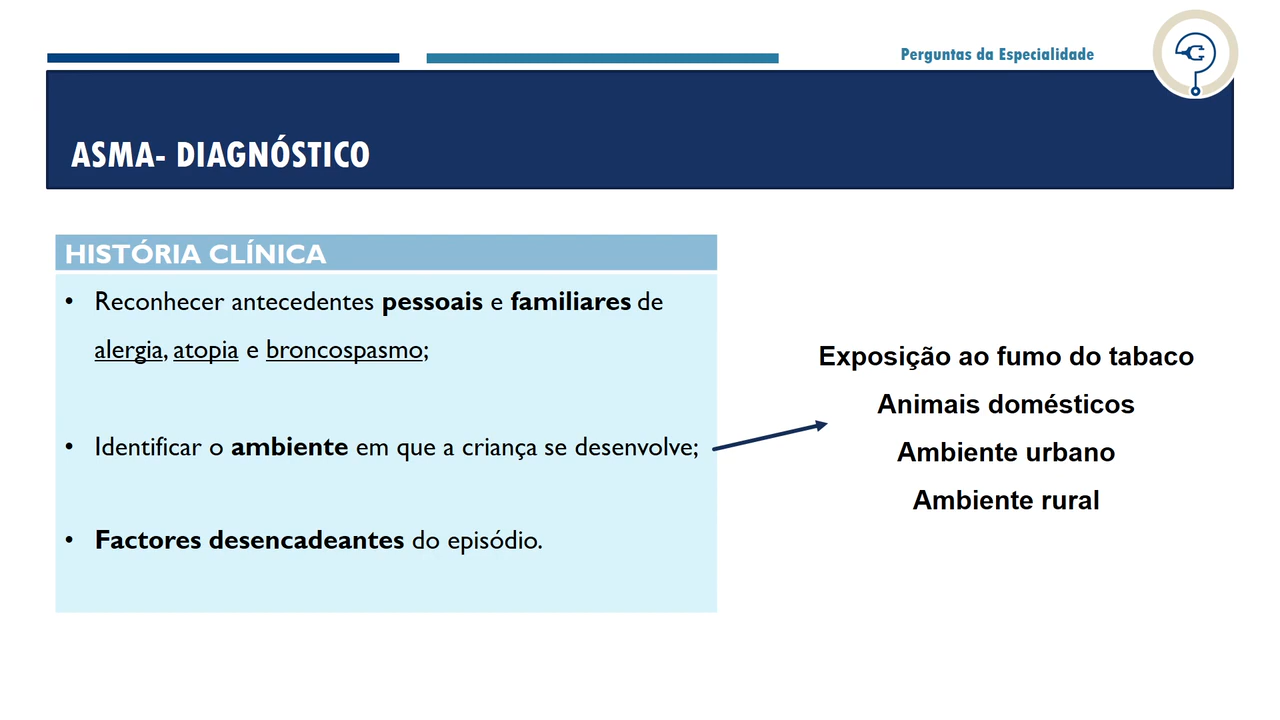 Perguntas da Especialidade
ASMA- DIAGNÓSTICO
HISTÓRIA CLÍNICA
• Reconhecer antecedentes pessoais e familiares de
alergia, atopia e broncospasmo;
• Identificar o ambiente em que a criança se desenvolve;
• Factores desencadeantes do episódio.
Exposição ao fumo do tabaco
Animais domésticos
Ambiente urbano
Ambiente rural